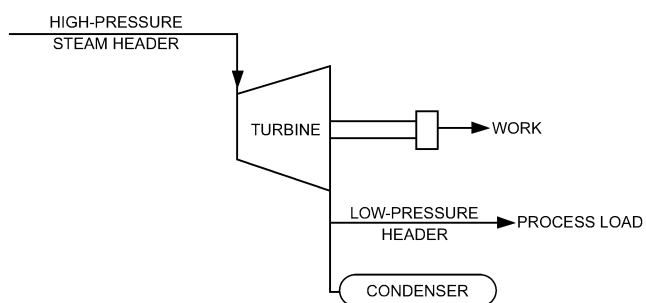 HIGH-PRESSURE
STEAM HEADER
TURBINE
WORK
LOW-PRESSURE
HEADER
PROCESS LOAD
CONDENSER